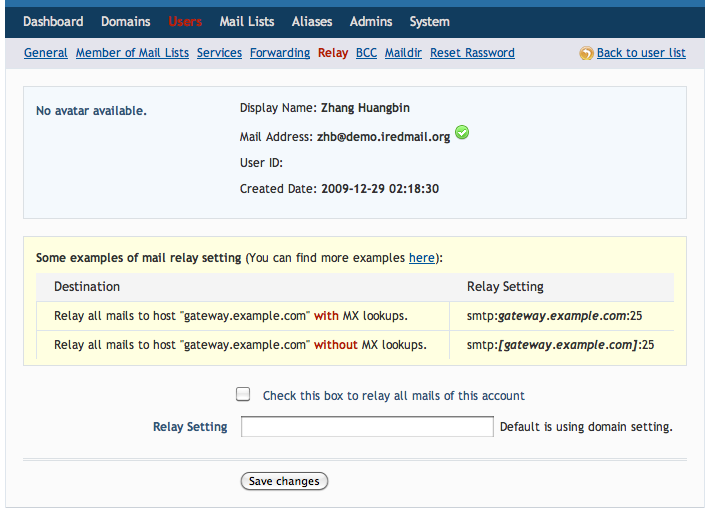 Dashboard Domains Users Mail Lists Aliases Admins System
General Member of Mail Lists Services Forwarding Relay BCC Maildir Reset Rassword Back to user list
No avatar available.
Display Name: Zhang Huangbin
Mail Address: zhb@demo.iredmail.org
User ID:
Created Date: 2009-12-29 02:18:30
Some examples of mail relay setting (You can find more examples here):
Destination Relay Setting
Relay all mails to host "gateway.example.com" with MX lookups. smtp:gateway.example.com:25
Relay all mails to host "gateway.example.com" without MX lookups. smtp:[gateway.example.com]:25
Check this box to relay all mails of this account
Relay Setting Default is using domain setting.
Save changes